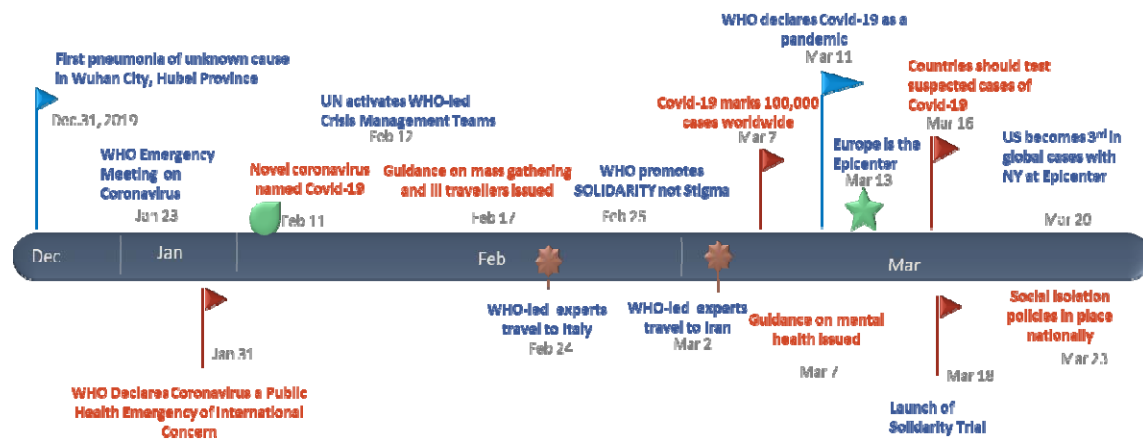 First pneumonia of unknown cause
in Wuhan City, Hubei Province
Dec.31, 2019
WHO Emergency
Meeting on
Coronavirus
Jan 23
Novel coronavirus
named Covid-19
Feb 11
UN activates WHO-led
Crisis Management Teams
Feb 12
Guidance on mass gathering
and ill travellers issued
Feb 17
WHO promotes
SOLIDARITY not Stigma
Feb 25
Covid-19 marks 100,000
cases worldwide
Mar 7
WHO declares Covid-19 as a
pandemic
Mar 11
Europe is the
Epicenter
Mar 13
Countries should test
suspected cases of
Covid-19
Mar 16
US becomes 3rd in
global cases with
NY at Epicenter
Mar 20
Dec
Jan
Feb
Mar
Jan 31
WHO Declares Coronavirus a Public
Health Emergency of International
Concern
WHO-led experts
travel to Italy
Feb 24
WHO-led experts
travel to Iran
Mar 2
Guidance on mental
health issued
Mar 7
Mar 18
Launch of
Solidarity Trial
Social isolation
policies in place
nationally
Mar 23